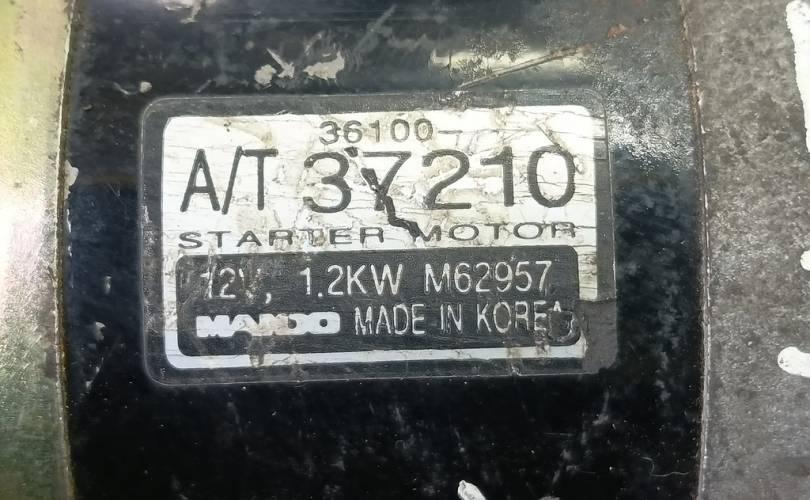 36100-
A/T 37210
STARTER MOTOR
12V, 1.2KW M62957
MANDO MADE IN KOREA